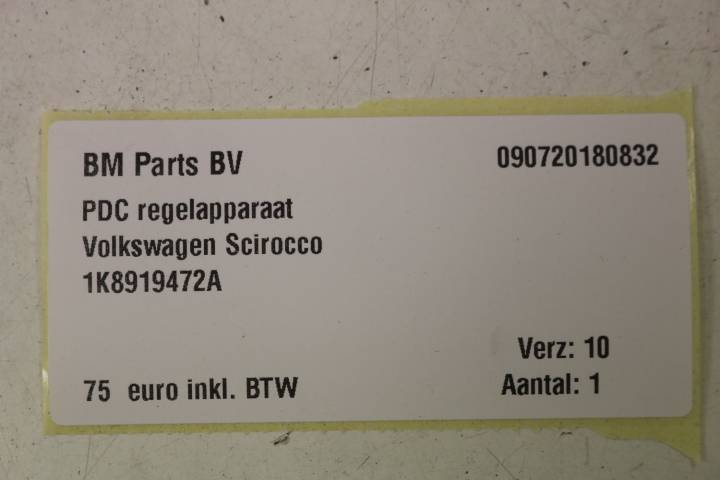 BM Parts BV 090720180832
PDC regelapparaat
Volkswagen Scirocco
1K8919472A
Verz: 10
75 euro inkl. BTW Aantal: 1